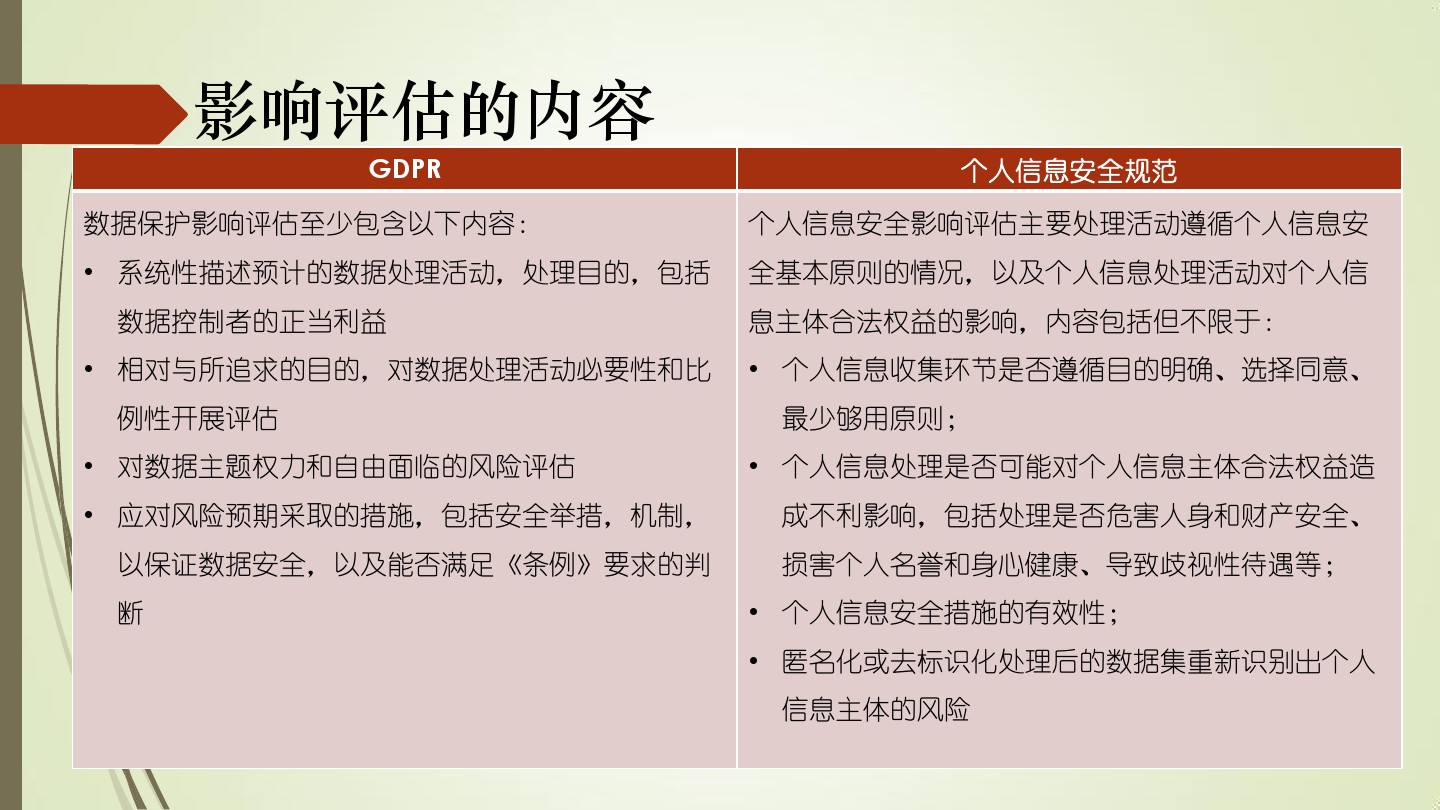 影响评估的内容
GDPR
个人信息安全规范
数据保护影响评估至少包含以下内容：
• 系统性描述预计的数据处理活动，处理目的，包括
数据控制者的正当利益
• 相对与所追求的目的，对数据处理活动必要性和比
例性开展评估
• 对数据主题权力和自由面临的风险评估
• 应对风险预期采取的措施，包括安全举措，机制，
以保证数据安全，以及能否满足《条例》要求的判
断
个人信息安全影响评估主要处理活动遵循个人信息安
全基本原则的情况，以及个人信息处理活动对个人信
息主体合法权益的影响，内容包括但不限于：
• 个人信息收集环节是否遵循目的明确、选择同意、
最少够用原则；
• 个人信息处理是否可能对个人信息主体合法权益造
成不利影响，包括处理是否危害人身和财产安全、
损害个人名誉和身心健康、导致歧视性待遇等；
• 个人信息安全措施的有效性；
• 匿名化或去标识化处理后的数据集重新识别出个人
信息主体的风险